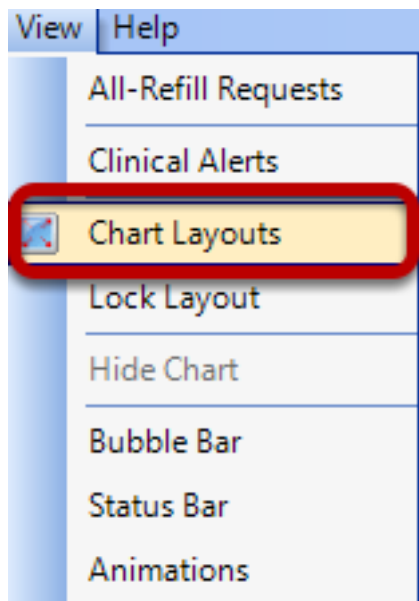 View Help
All-Refill Requests
Clinical Alerts
Chart Layouts
Lock Layout
Hide Chart
Bubble Bar
Status Bar
Animations